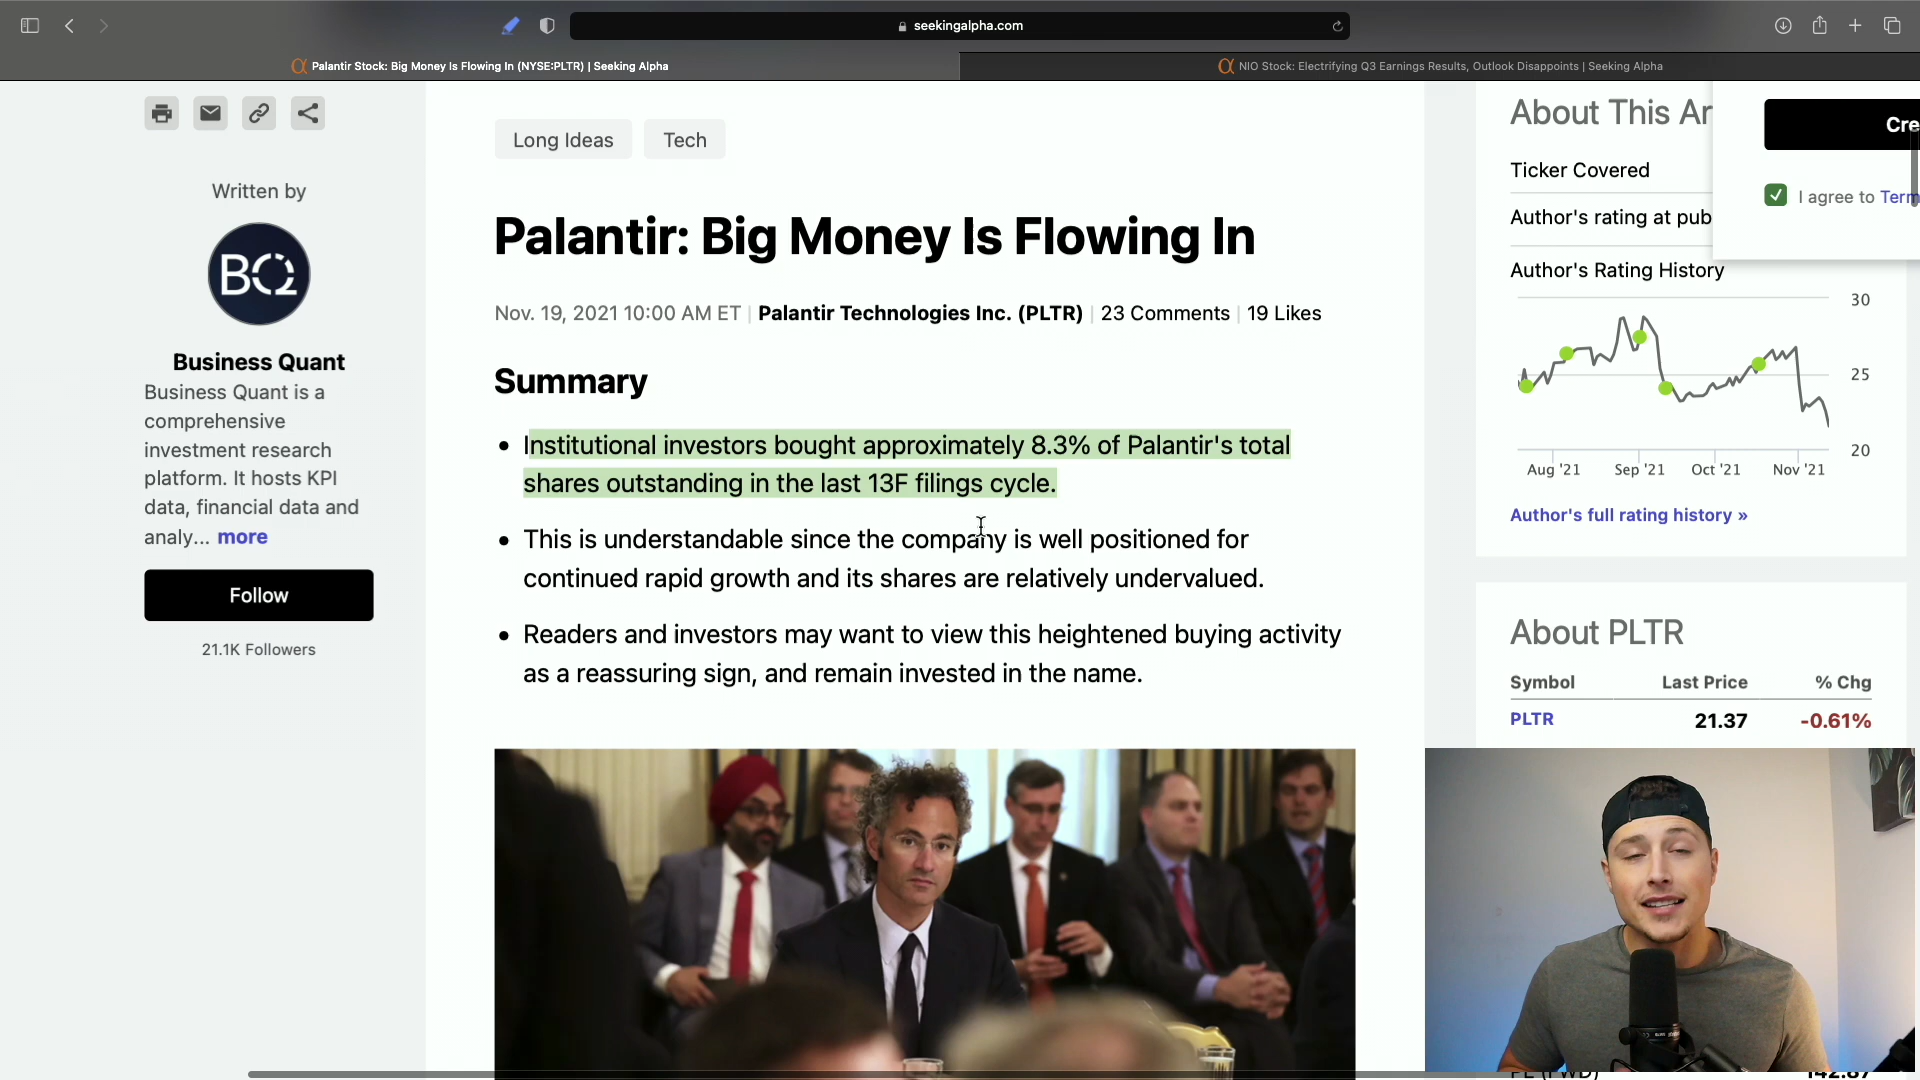 seekingalpha.com
Palantir Stock: Big Money Is Flowing In (NYSE:PLTR) | Seeking Alpha
NIO Stock: Electrifying Q3 Earnings Results, Outlook Disappoints | Seeking Alpha
Written by
BQ
Business Quant
Business Quant is a
comprehensive
investment research
platform. It hosts KPI
data, financial data and
analy... more
Follow
21.1K Followers
Long Ideas
Tech
Palantir: Big Money Is Flowing In
Nov. 19, 2021 10:00 AM ET | Palantir Technologies Inc. (PLTR) | 23 Comments | 19 Likes
Summary
• Institutional investors bought approximately 8.3% of Palantir's total
shares outstanding in the last 13F filings cycle.
• This is understandable since the company is well positioned for
continued rapid growth and its shares are relatively undervalued.
• Readers and investors may want to view this heightened buying activity
as a reassuring sign, and remain invested in the name.
About This Ar
Cre
I agree to Term
Ticker Covered
Author's rating at pub
Author's Rating History
30
25
20
Aug '21 Sep '21 Oct '21 Nov '21
Author's full rating history »
About PLTR
Symbol Last Price % Chg
PLTR 21.37 -0.61%